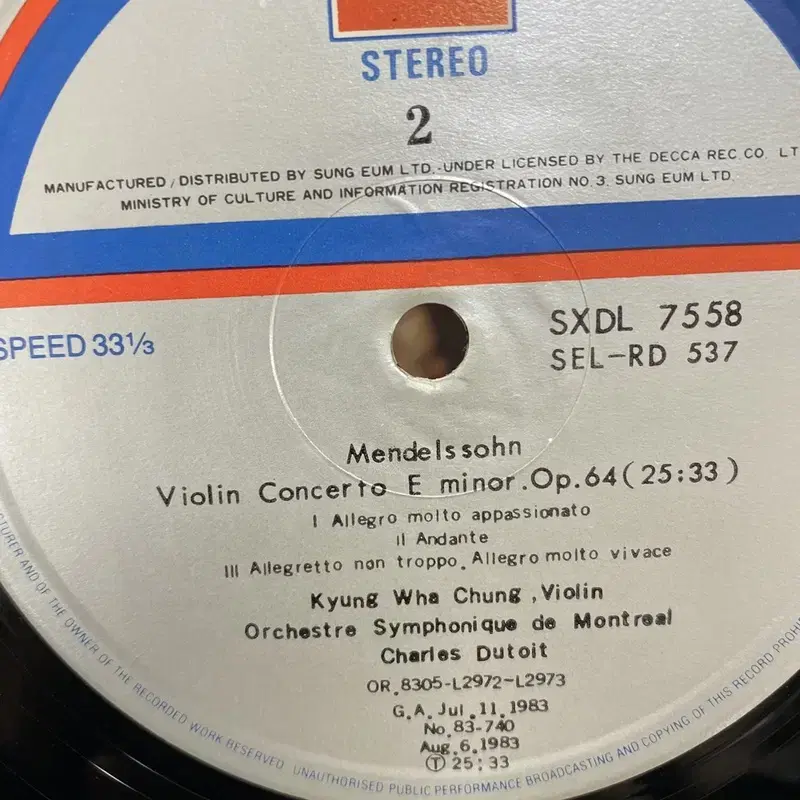 STEREO
2
MANUFACTURED / DISTRIBUTED BY SUNG EUM LTD.-UNDER LICENSED BY THE DECCA REC. CO. LT
MINISTRY OF CULTURE AND INFORMATION REGISTRATION NO. 3. SUNG EUM LTD.
SPEED 33⅓
SXDL 7558
SEL-RD 537
Mendelssohn
Violin Concerto E minor.Op.64(25:33)
I Allegro molto appassionato
II Andante
III Allegretto non troppo. Allegro molto vivace
Kyung Wha Chung ,Violin
Orchestre Symphonique de Montreal
Charles Dutoit
OR.8305-L2972~L2973
G.A. Jul.11.1983
No.83-740
Aug.6.1983
Ⓣ 25:33
AND OF THE OWNER OF THE RECORDED WORK RESERVED UNAUTHORISED PUBLIC PERFORMANCE BROADCASTING AND COPYING OF THIS RECORD